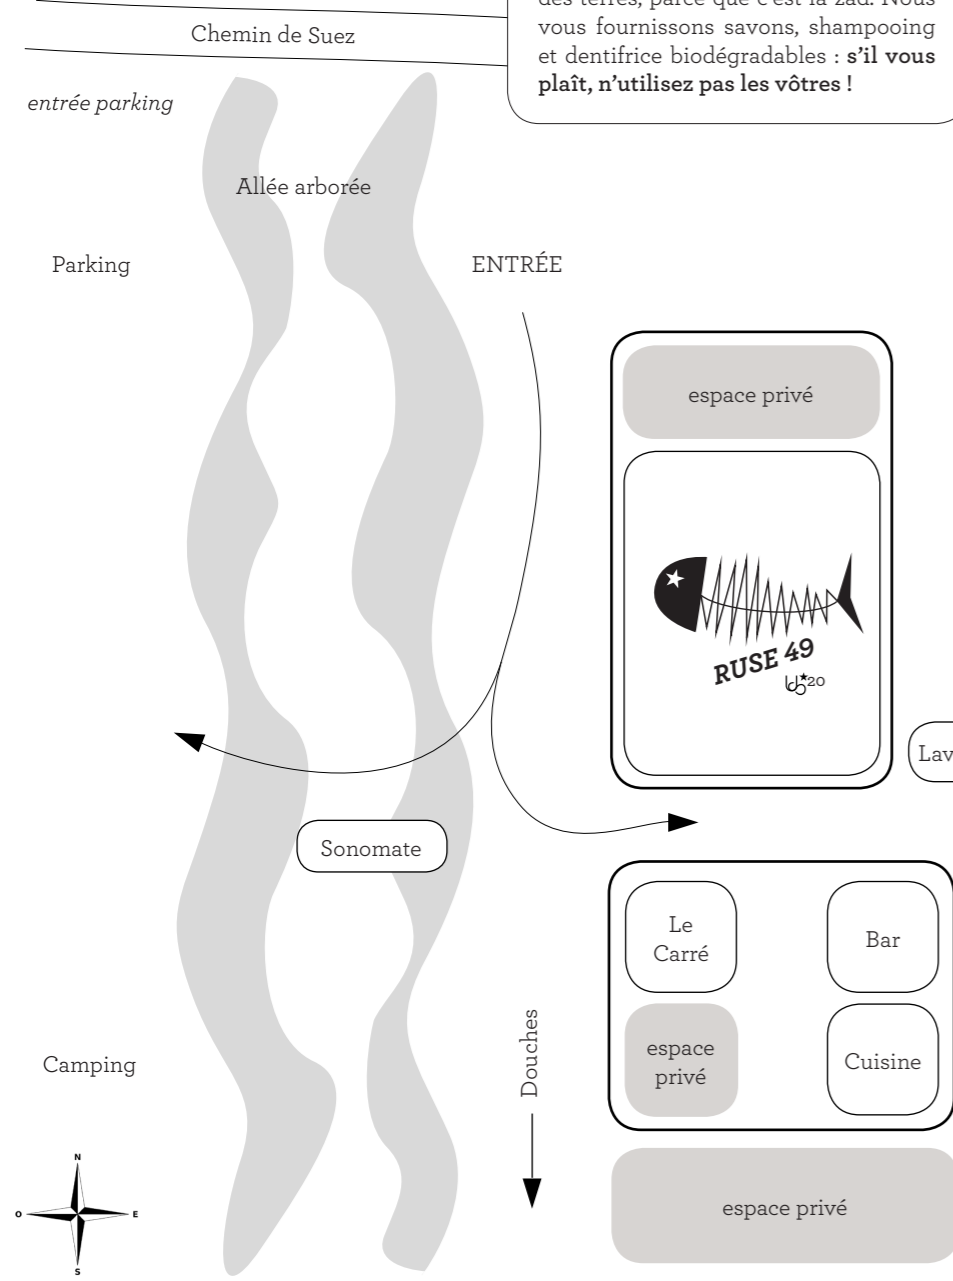 des terres, parce que c'est la zad. Nous
vous fournissons savons, shampooing
et dentifrice biodégradables : s'il vous
plaît, n'utilisez pas les vôtres !
Chemin de Suez
entrée parking
Allée arborée
Parking
ENTRÉE
espace privé
RUSE 49
20
Lav
Sonomate
Le
Carré
Bar
espace
privé
Cuisine
Douches
Camping
espace privé
N
O
E
S